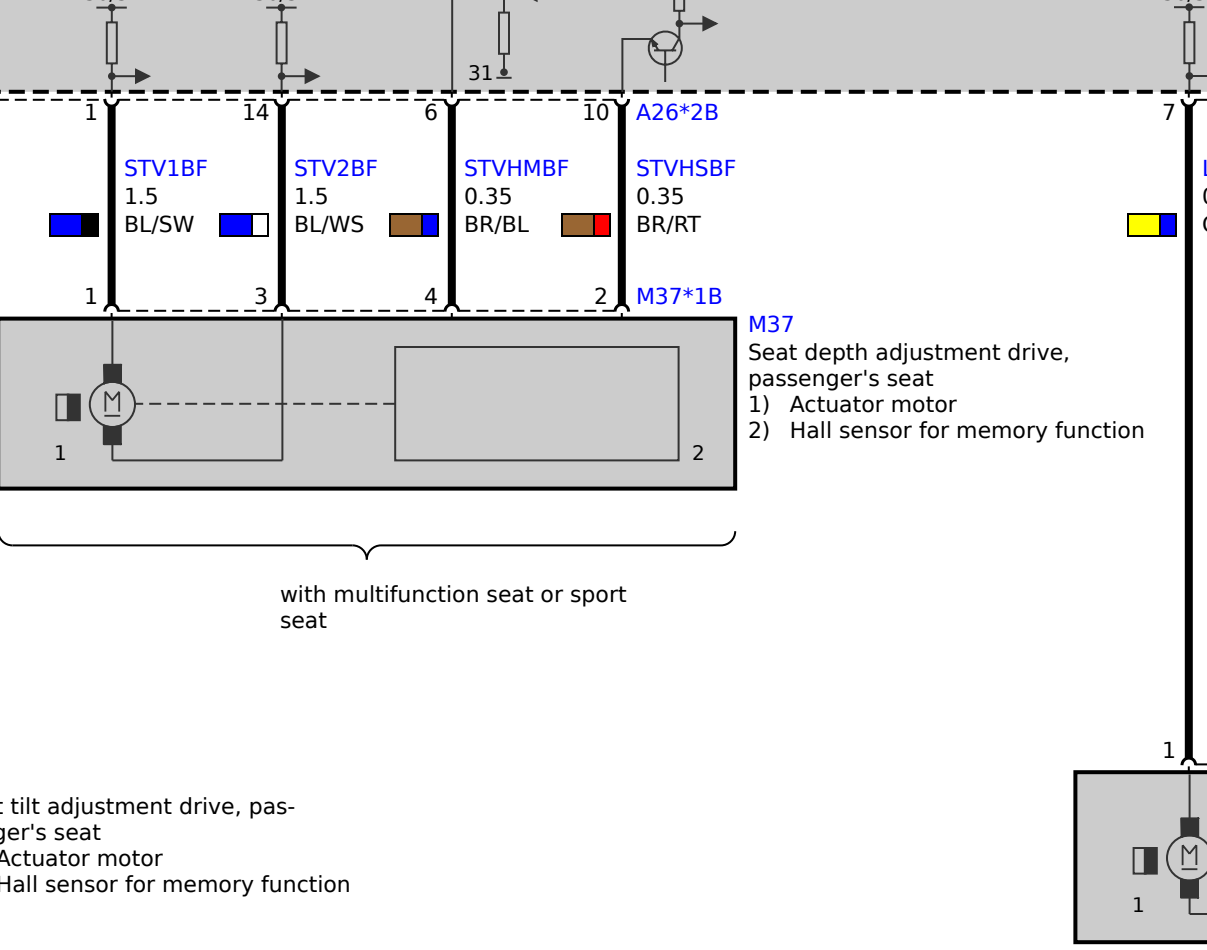 31
1 14 6 10 A26*2B 7
STV1BF STV2BF STVHMBF STVHSBF
1.5 1.5 0.35 0.35
BL/SW BL/WS BR/BL BR/RT
1 3 4 2 M37*1B
M37
Seat depth adjustment drive,
passenger's seat
1) Actuator motor
2) Hall sensor for memory function
M
1 2
with multifunction seat or sport
seat
1
tilt adjustment drive, pas-
ger's seat
Actuator motor
Hall sensor for memory function
M
1